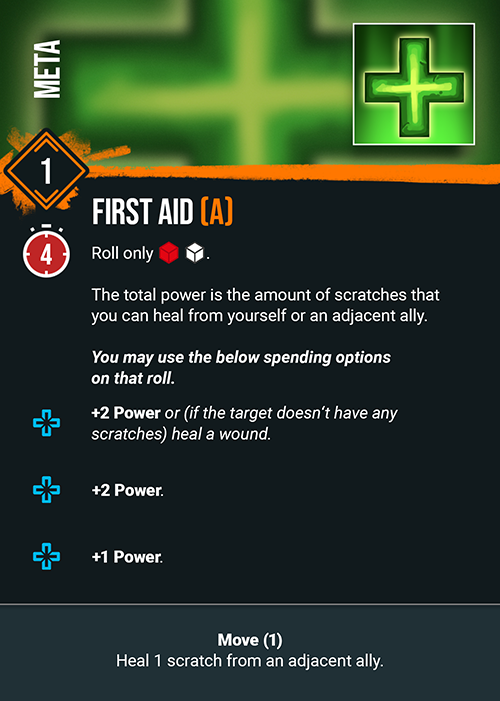 META
1
FIRST AID (A)
4
Roll only .
The total power is the amount of scratches that
you can heal from yourself or an adjacent ally.
You may use the below spending options
on that roll.
+2 Power or (if the target doesn't have any
scratches) heal a wound.
+2 Power.
+1 Power.
Move (1)
Heal 1 scratch from an adjacent ally.